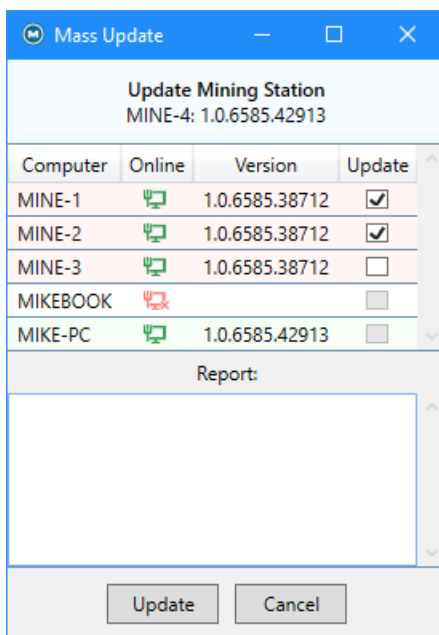 Mass Update
Update Mining Station
MINE-4: 1.0.6585.42913
Computer Online Version Update
MINE-1 1.0.6585.38712
MINE-2 1.0.6585.38712
MINE-3 1.0.6585.38712
MIKEBOOK
MIKE-PC 1.0.6585.42913
Report:
Update Cancel